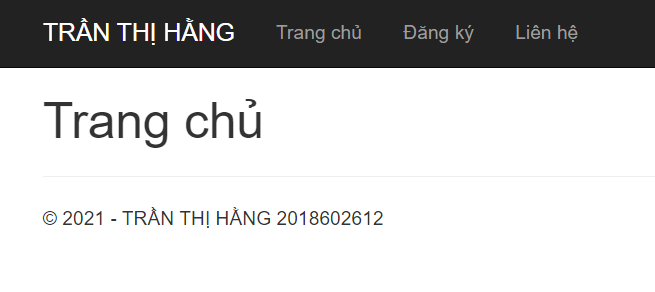 TRẦN THỊ HẰNG Trang chủ Đăng ký Liên hệ
Trang chủ
© 2021 - TRẦN THỊ HẰNG 2018602612